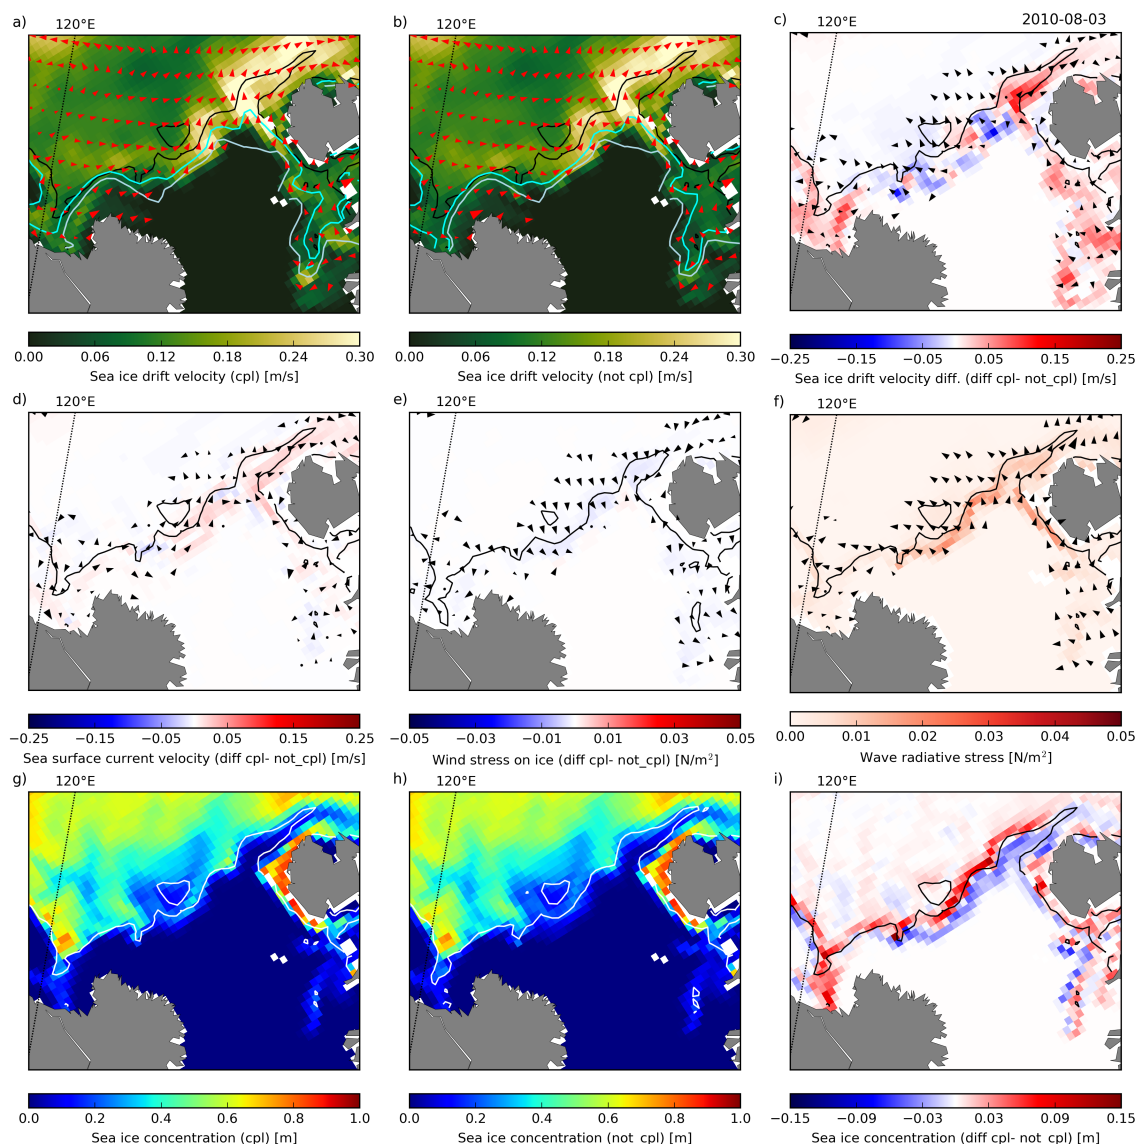 a) 120°E b) 120°E c) 120°E 2010-08-03
0.00 0.06 0.12 0.18 0.24 0.30 0.00 0.06 0.12 0.18 0.24 0.30 −0.25 −0.15 −0.05 0.05 0.15 0.25
Sea ice drift velocity (cpl) [m/s] Sea ice drift velocity (not cpl) [m/s] Sea ice drift velocity diff. (diff cpl- not_cpl) [m/s]
d) 120°E e) 120°E f) 120°E
−0.25 −0.15 −0.05 0.05 0.15 0.25 −0.05 −0.03 −0.01 0.01 0.03 0.05 0.00 0.01 0.02 0.03 0.04 0.05
Sea surface current velocity (diff cpl- not_cpl) [m/s] Wind stress on ice (diff cpl- not_cpl) [N/m²] Wave radiative stress [N/m²]
g) 120°E h) 120°E i) 120°E
0.0 0.2 0.4 0.6 0.8 1.0 0.0 0.2 0.4 0.6 0.8 1.0 −0.15 −0.09 −0.03 0.03 0.09 0.15
Sea ice concentration (cpl) [m] Sea ice concentration (not_cpl) [m] Sea ice concentration (diff cpl- not_cpl) [m]